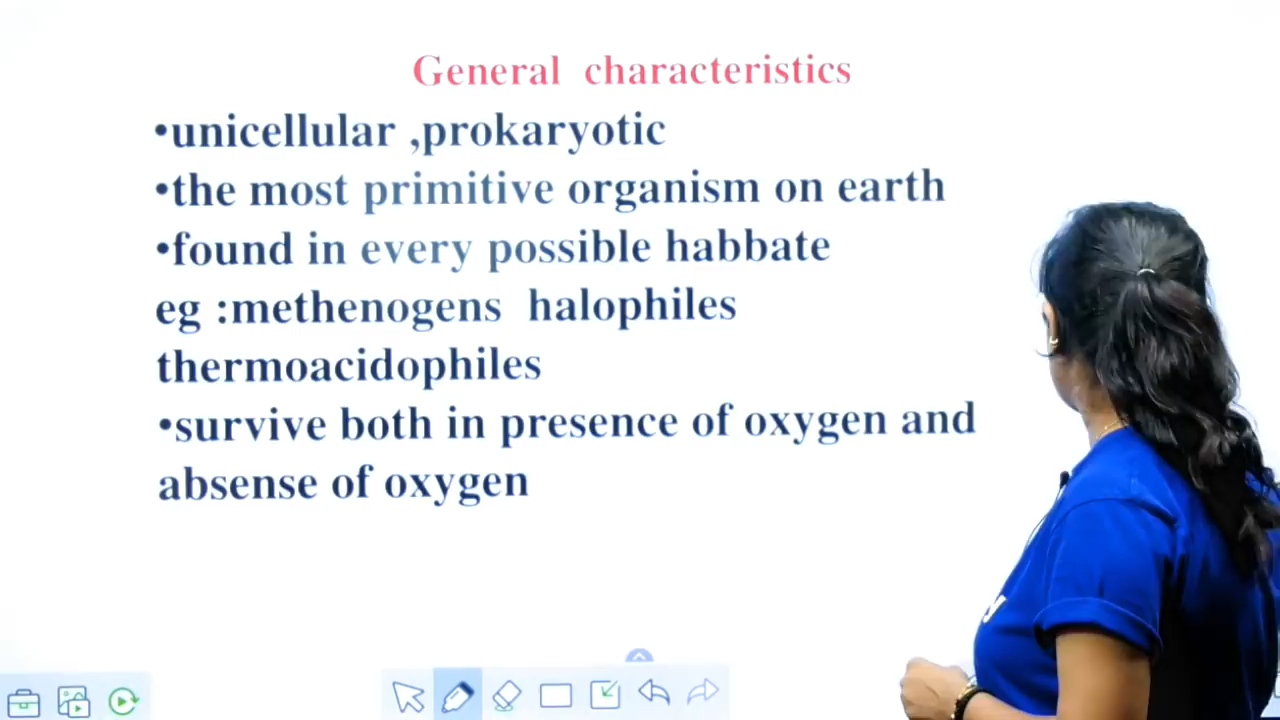 General characteristics
•unicellular ,prokaryotic
•the most primitive organism on earth
•found in every possible habbate
eg :methenogens halophiles
thermoacidophiles
•survive both in presence of oxygen and
absense of oxygen